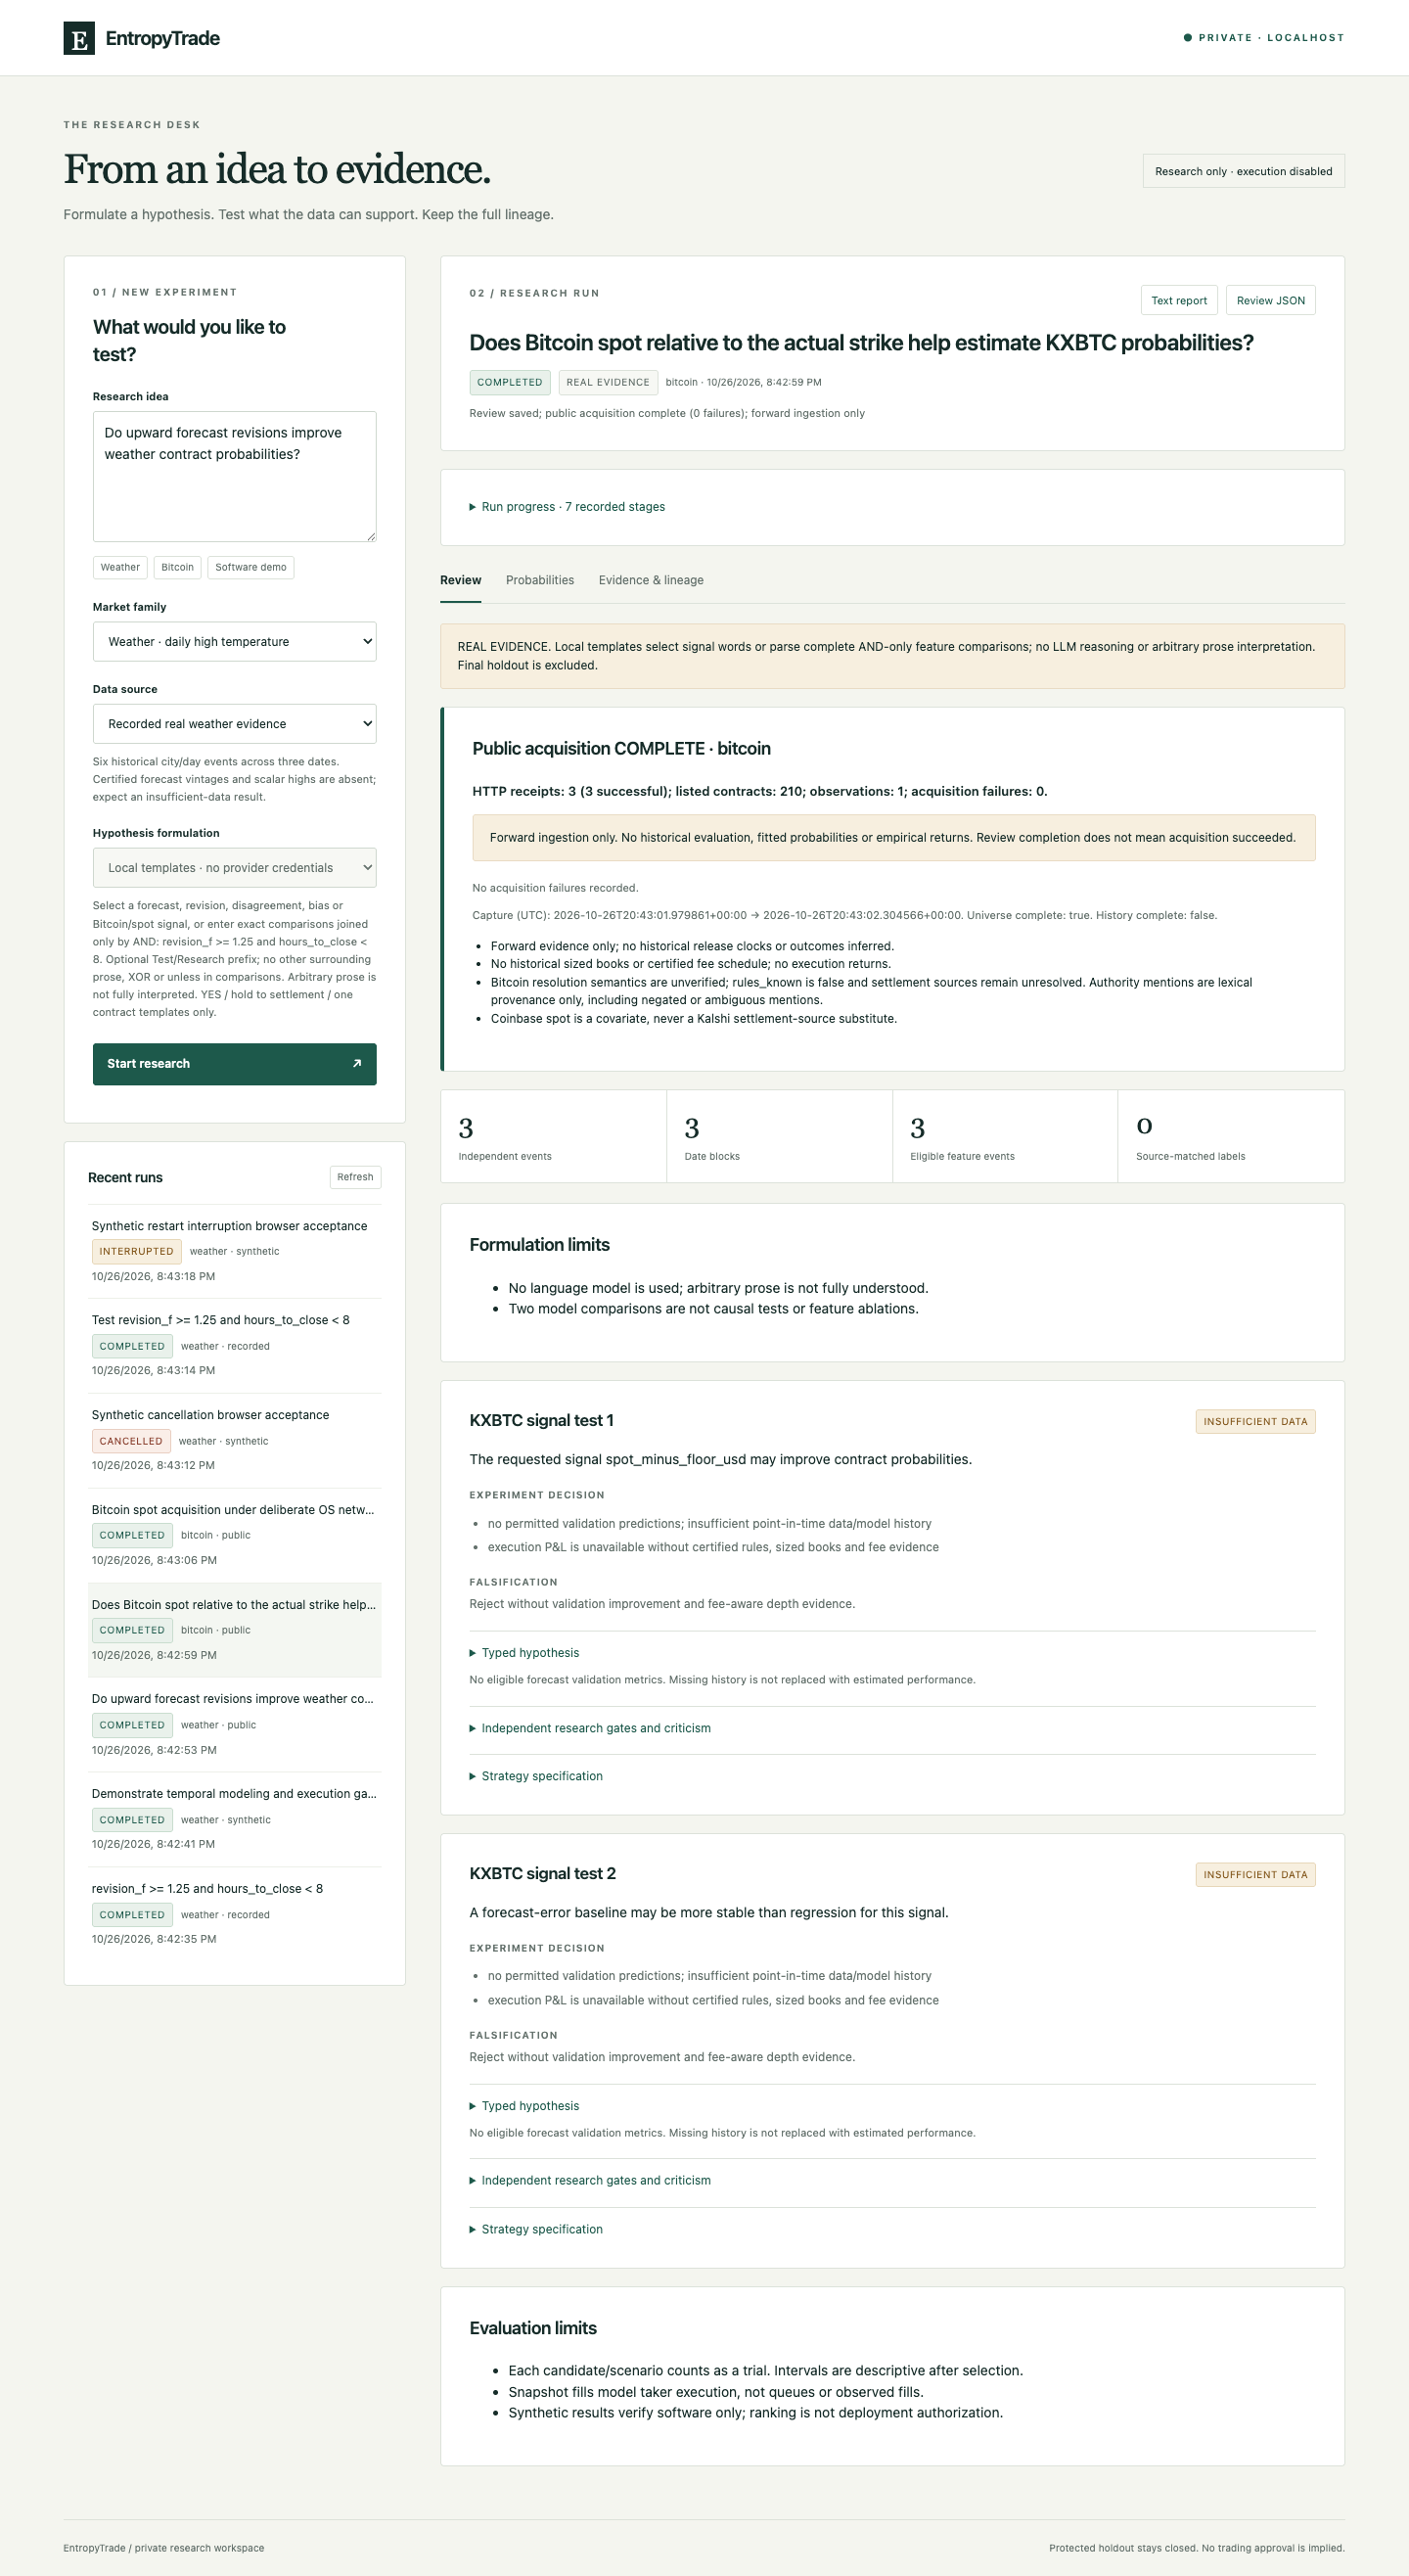 E EntropyTrade
PRIVATE · LOCALHOST
THE RESEARCH DESK
From an idea to evidence.
Research only · execution disabled
Formulate a hypothesis. Test what the data can support. Keep the full lineage.
01 / NEW EXPERIMENT
What would you like to
test?
Research idea
Do upward forecast revisions improve
weather contract probabilities?
Weather
Bitcoin
Software demo
Market family
Weather · daily high temperature
Data source
Recorded real weather evidence
Six historical city/day events across three dates.
Certified forecast vintages and scalar highs are absent;
expect an insufficient-data result.
Hypothesis formulation
Local templates · no provider credentials
Select a forecast, revision, disagreement, bias or
Bitcoin/spot signal, or enter exact comparisons joined
only by AND: revision_f >= 1.25 and hours_to_close <
8. Optional Test/Research prefix; no other surrounding
prose, XOR or unless in comparisons. Arbitrary prose is
not fully interpreted. YES / hold to settlement / one
contract templates only.
Start research ↗
Recent runs
Refresh
Synthetic restart interruption browser acceptance
INTERRUPTED weather · synthetic
10/26/2026, 8:43:18 PM
Test revision_f >= 1.25 and hours_to_close < 8
COMPLETED weather · recorded
10/26/2026, 8:43:14 PM
Synthetic cancellation browser acceptance
CANCELLED weather · synthetic
10/26/2026, 8:43:12 PM
Bitcoin spot acquisition under deliberate OS netw...
COMPLETED bitcoin · public
10/26/2026, 8:43:06 PM
Does Bitcoin spot relative to the actual strike help...
COMPLETED bitcoin · public
10/26/2026, 8:42:59 PM
Do upward forecast revisions improve weather co...
COMPLETED weather · public
10/26/2026, 8:42:53 PM
Demonstrate temporal modeling and execution ga...
COMPLETED weather · synthetic
10/26/2026, 8:42:41 PM
revision_f >= 1.25 and hours_to_close < 8
COMPLETED weather · recorded
10/26/2026, 8:42:35 PM
02 / RESEARCH RUN
Text report
Review JSON
Does Bitcoin spot relative to the actual strike help estimate KXBTC probabilities?
COMPLETED REAL EVIDENCE bitcoin · 10/26/2026, 8:42:59 PM
Review saved; public acquisition complete (0 failures); forward ingestion only
Run progress · 7 recorded stages
Review
Probabilities
Evidence & lineage
REAL EVIDENCE. Local templates select signal words or parse complete AND-only feature comparisons; no LLM reasoning or arbitrary prose interpretation.
Final holdout is excluded.
Public acquisition COMPLETE · bitcoin
HTTP receipts: 3 (3 successful); listed contracts: 210; observations: 1; acquisition failures: 0.
Forward ingestion only. No historical evaluation, fitted probabilities or empirical returns. Review completion does not mean acquisition succeeded.
No acquisition failures recorded.
Capture (UTC): 2026-10-26T20:43:01.979861+00:00 → 2026-10-26T20:43:02.304566+00:00. Universe complete: true. History complete: false.
• Forward evidence only; no historical release clocks or outcomes inferred.
• No historical sized books or certified fee schedule; no execution returns.
• Bitcoin resolution semantics are unverified; rules_known is false and settlement sources remain unresolved. Authority mentions are lexical
provenance only, including negated or ambiguous mentions.
• Coinbase spot is a covariate, never a Kalshi settlement-source substitute.
3
Independent events
3
Date blocks
3
Eligible feature events
0
Source-matched labels
Formulation limits
• No language model is used; arbitrary prose is not fully understood.
• Two model comparisons are not causal tests or feature ablations.
KXBTC signal test 1
INSUFFICIENT DATA
The requested signal spot_minus_floor_usd may improve contract probabilities.
EXPERIMENT DECISION
• no permitted validation predictions; insufficient point-in-time data/model history
• execution P&L is unavailable without certified rules, sized books and fee evidence
FALSIFICATION
Reject without validation improvement and fee-aware depth evidence.
Typed hypothesis
No eligible forecast validation metrics. Missing history is not replaced with estimated performance.
Independent research gates and criticism
Strategy specification
KXBTC signal test 2
INSUFFICIENT DATA
A forecast-error baseline may be more stable than regression for this signal.
EXPERIMENT DECISION
• no permitted validation predictions; insufficient point-in-time data/model history
• execution P&L is unavailable without certified rules, sized books and fee evidence
FALSIFICATION
Reject without validation improvement and fee-aware depth evidence.
Typed hypothesis
No eligible forecast validation metrics. Missing history is not replaced with estimated performance.
Independent research gates and criticism
Strategy specification
Evaluation limits
• Each candidate/scenario counts as a trial. Intervals are descriptive after selection.
• Snapshot fills model taker execution, not queues or observed fills.
• Synthetic results verify software only; ranking is not deployment authorization.
EntropyTrade / private research workspace
Protected holdout stays closed. No trading approval is implied.